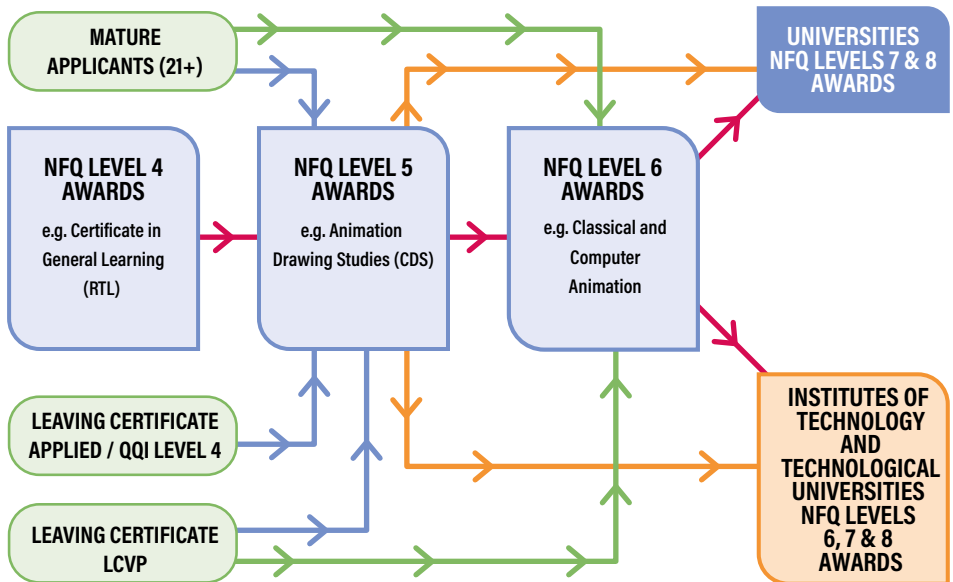 MATURE
APPLICANTS (21+)
UNIVERSITIES
NFQ LEVELS 7 & 8
AWARDS
NFQ LEVEL 4
AWARDS
e.g. Certificate in
General Learning
(RTL)
NFQ LEVEL 5
AWARDS
e.g. Animation
Drawing Studies (CDS)
NFQ LEVEL 6
AWARDS
e.g. Classical and
Computer
Animation
LEAVING CERTIFICATE
APPLIED / QQI LEVEL 4
LEAVING CERTIFICATE
LCVP
INSTITUTES OF
TECHNOLOGY
AND
TECHNOLOGICAL
UNIVERSITIES
NFQ LEVELS
6, 7 & 8
AWARDS